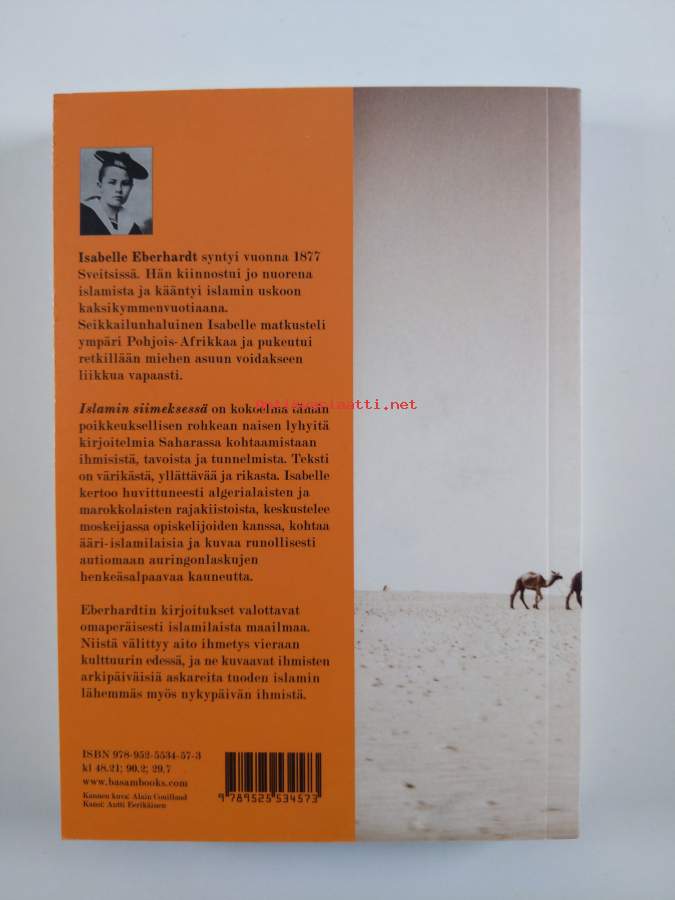 Isabelle Eberhardt syntyi vuonna 1877
Sveitsissä. Hän kiinnostui jo nuorena
islamista ja kääntyi islamin uskoon
kaksikymmenvuotiaana.
Seikkailunhaluinen Isabelle matkusteli
ympäri Pohjois-Afrikkaa ja pukeutui
retkillään miehen asuun voidakseen
liikkua vapaasti.
Islamin siimeksessä on kokoelma tämän
poikkeuksellisen rohkean naisen lyhyitä
kirjoitelmia Saharassa kohtaamistaan
ihmisistä, tavoista ja tunnelmista. Teksti
on värikästä, yllättävää ja rikasta. Isabelle
kertoo huvittuneesti algerialaisten ja
marokkolaisten rajakiistoista, keskustelee
moskeijassa opiskelijoiden kanssa, kohtaa
ääri-islamilaisia ja kuvaa runollisesti
autiomaan auringonlaskujen
henkeäsalpaavaa kauneutta.
Eberhardtin kirjoitukset valottavat
omaperäisesti islamilaista maailmaa.
Niistä välittyy aito ihmetys vieraan
kulttuurin edessä, ja ne kuvaavat ihmisten
arkipäiväisiä askareita tuoden islamin
lähemmäs myös nykypäivän ihmistä.
ISBN 978-952-5534-57-3
kl 48.21; 90.2; 29.7
www.basambooks.com
Kannen kuva: Alain Couillaud
Kansi: Antti Eerikäinen
9 789525 534573